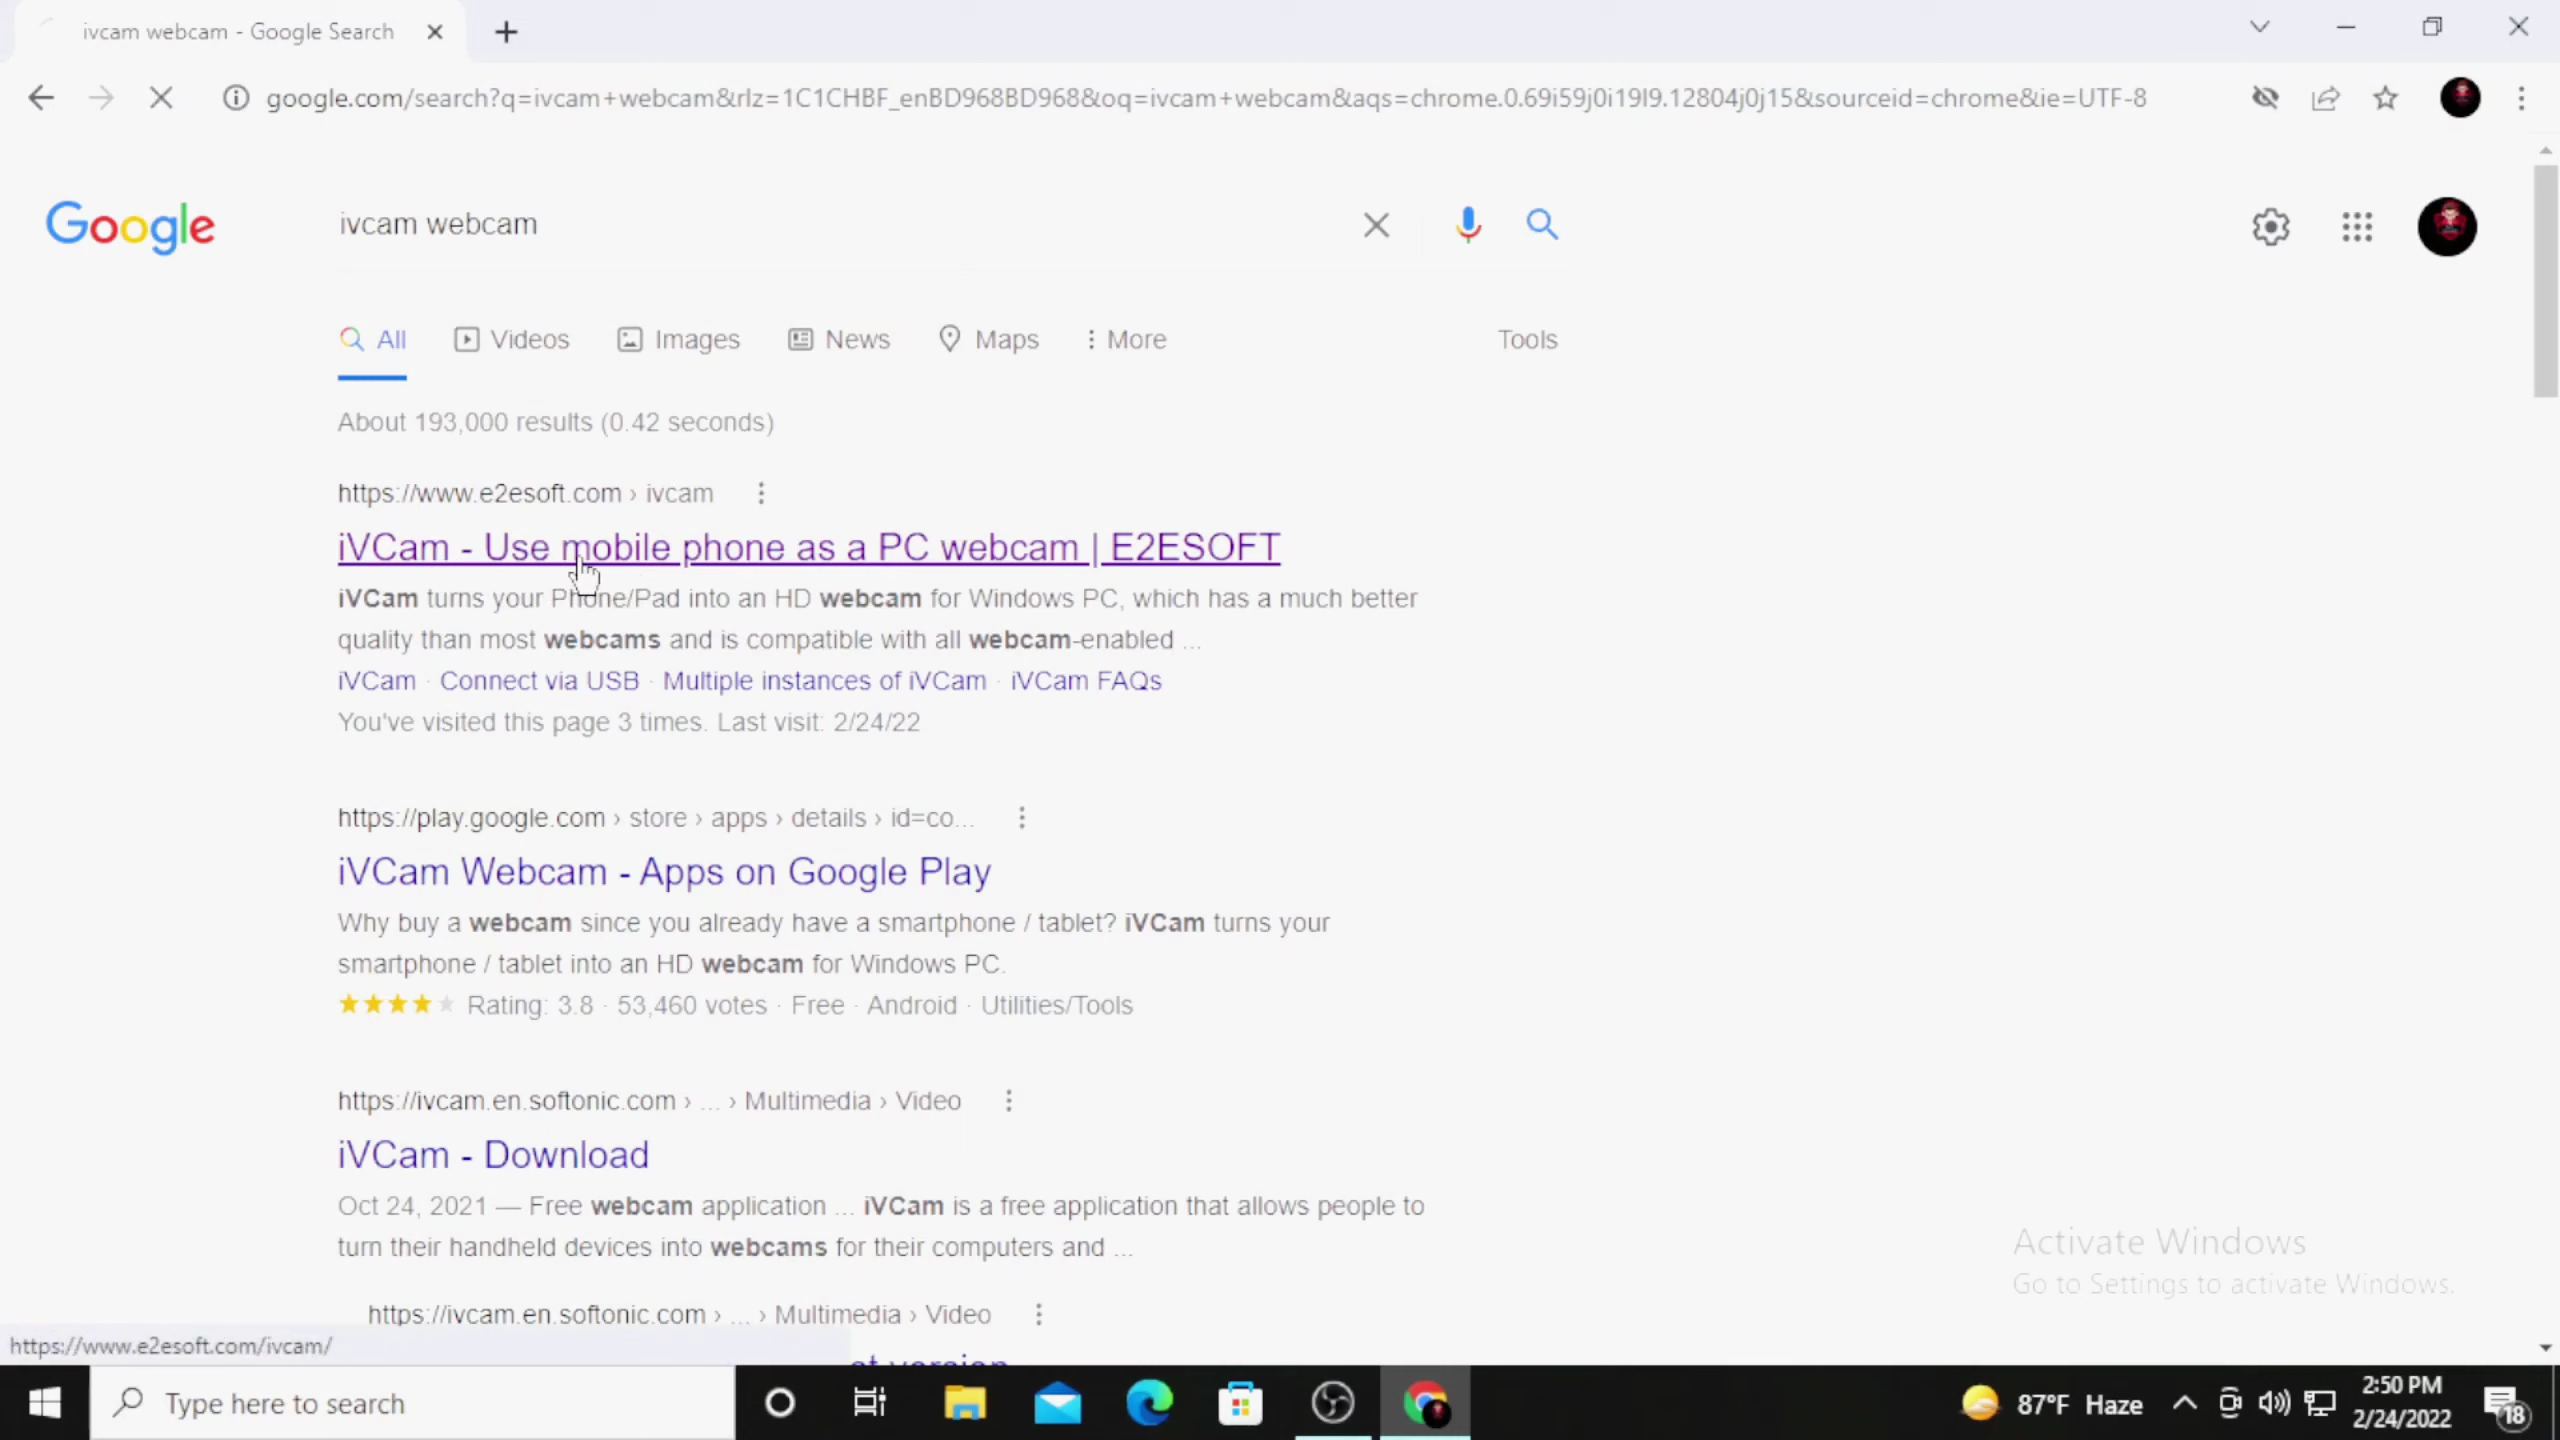 ivcam webcam - Google Search
google.com/search?q=ivcam+webcam&rlz=1C1CHBF_enBD968BD968&oq=ivcam+webcam&aqs=chrome.0.69i59j0i19l9.12804j0j15&sourceid=chrome&ie=UTF-8
Google
ivcam webcam
All Videos Images News Maps More Tools
About 193,000 results (0.42 seconds)
https://www.e2esoft.com › ivcam
iVCam - Use mobile phone as a PC webcam | E2ESOFT
iVCam turns your Phone/Pad into an HD webcam for Windows PC, which has a much better
quality than most webcams and is compatible with all webcam-enabled ...
iVCam · Connect via USB · Multiple instances of iVCam · iVCam FAQs
You've visited this page 3 times. Last visit: 2/24/22
https://play.google.com › store › apps › details › id=co...
iVCam Webcam - Apps on Google Play
Why buy a webcam since you already have a smartphone / tablet? iVCam turns your
smartphone / tablet into an HD webcam for Windows PC.
Rating: 3.8 · 53,460 votes · Free · Android · Utilities/Tools
https://ivcam.en.softonic.com › ... › Multimedia › Video
iVCam - Download
Oct 24, 2021 — Free webcam application ... iVCam is a free application that allows people to
turn their handheld devices into webcams for their computers and ...
Activate Windows
Go to Settings to activate Windows.
https://ivcam.en.softonic.com › ... › Multimedia › Video
https://www.e2esoft.com/ivcam/
version
Type here to search
87°F Haze
2:50 PM
2/24/2022
18